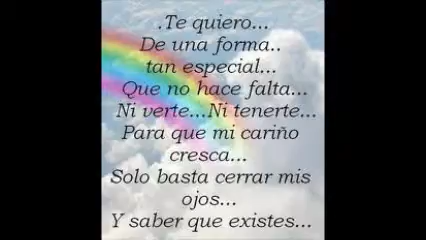 .Te quiero...
De una forma..
tan especial...
Que no hace falta...
Ni verte...Ni tenerte...
Para que mi cariño
cresca...
Solo basta cerrar mis
ojos...
Y saber que existes...